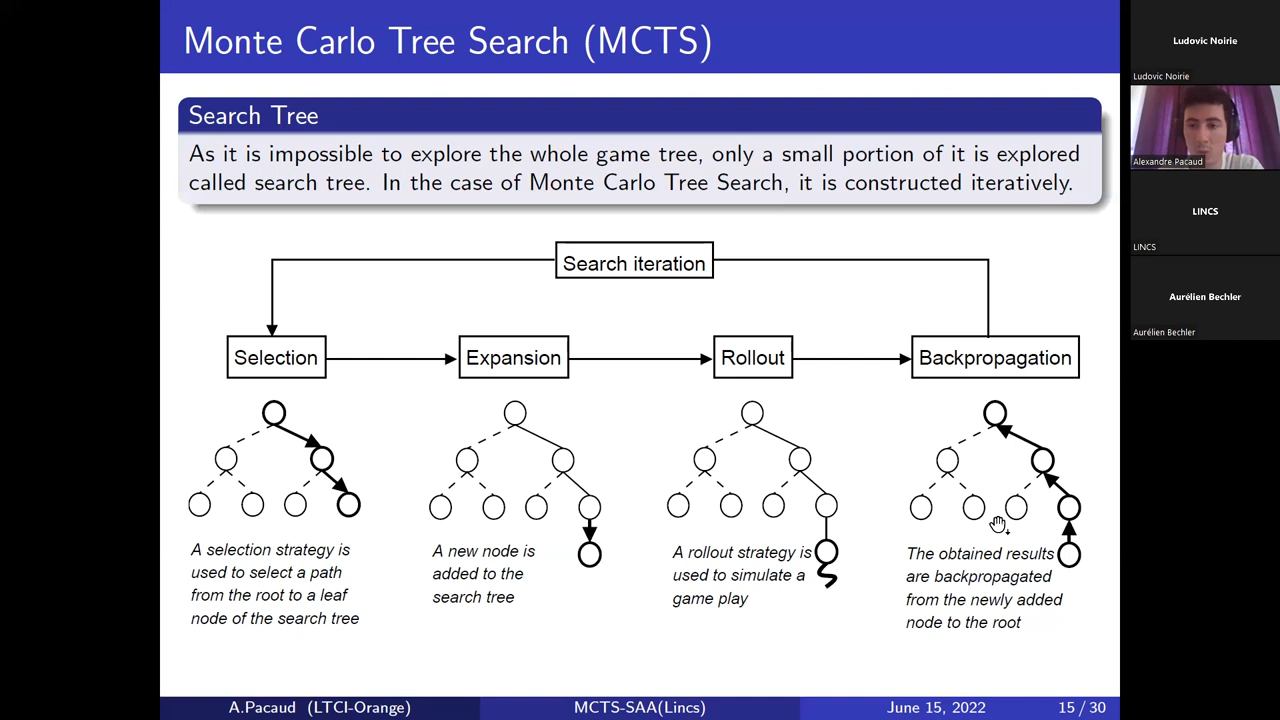 Monte Carlo Tree Search (MCTS)
Search Tree
As it is impossible to explore the whole game tree, only a small portion of it is explored
called search tree. In the case of Monte Carlo Tree Search, it is constructed iteratively.
Search iteration
Selection
Expansion
Rollout
Backpropagation
A selection strategy is
used to select a path
from the root to a leaf
node of the search tree
A new node is
added to the
search tree
A rollout strategy is
used to simulate a
game play
The obtained results
are backpropagated
from the newly added
node to the root
A.Pacaud (LTCI-Orange)
MCTS-SAA(Lincs)
June 15, 2022
15 / 30
Ludovic Noirie
Ludovic Noirie
Alexandre Pacaud
LINCS
LINCS
Aurélien Bechler
Aurélien Bechler